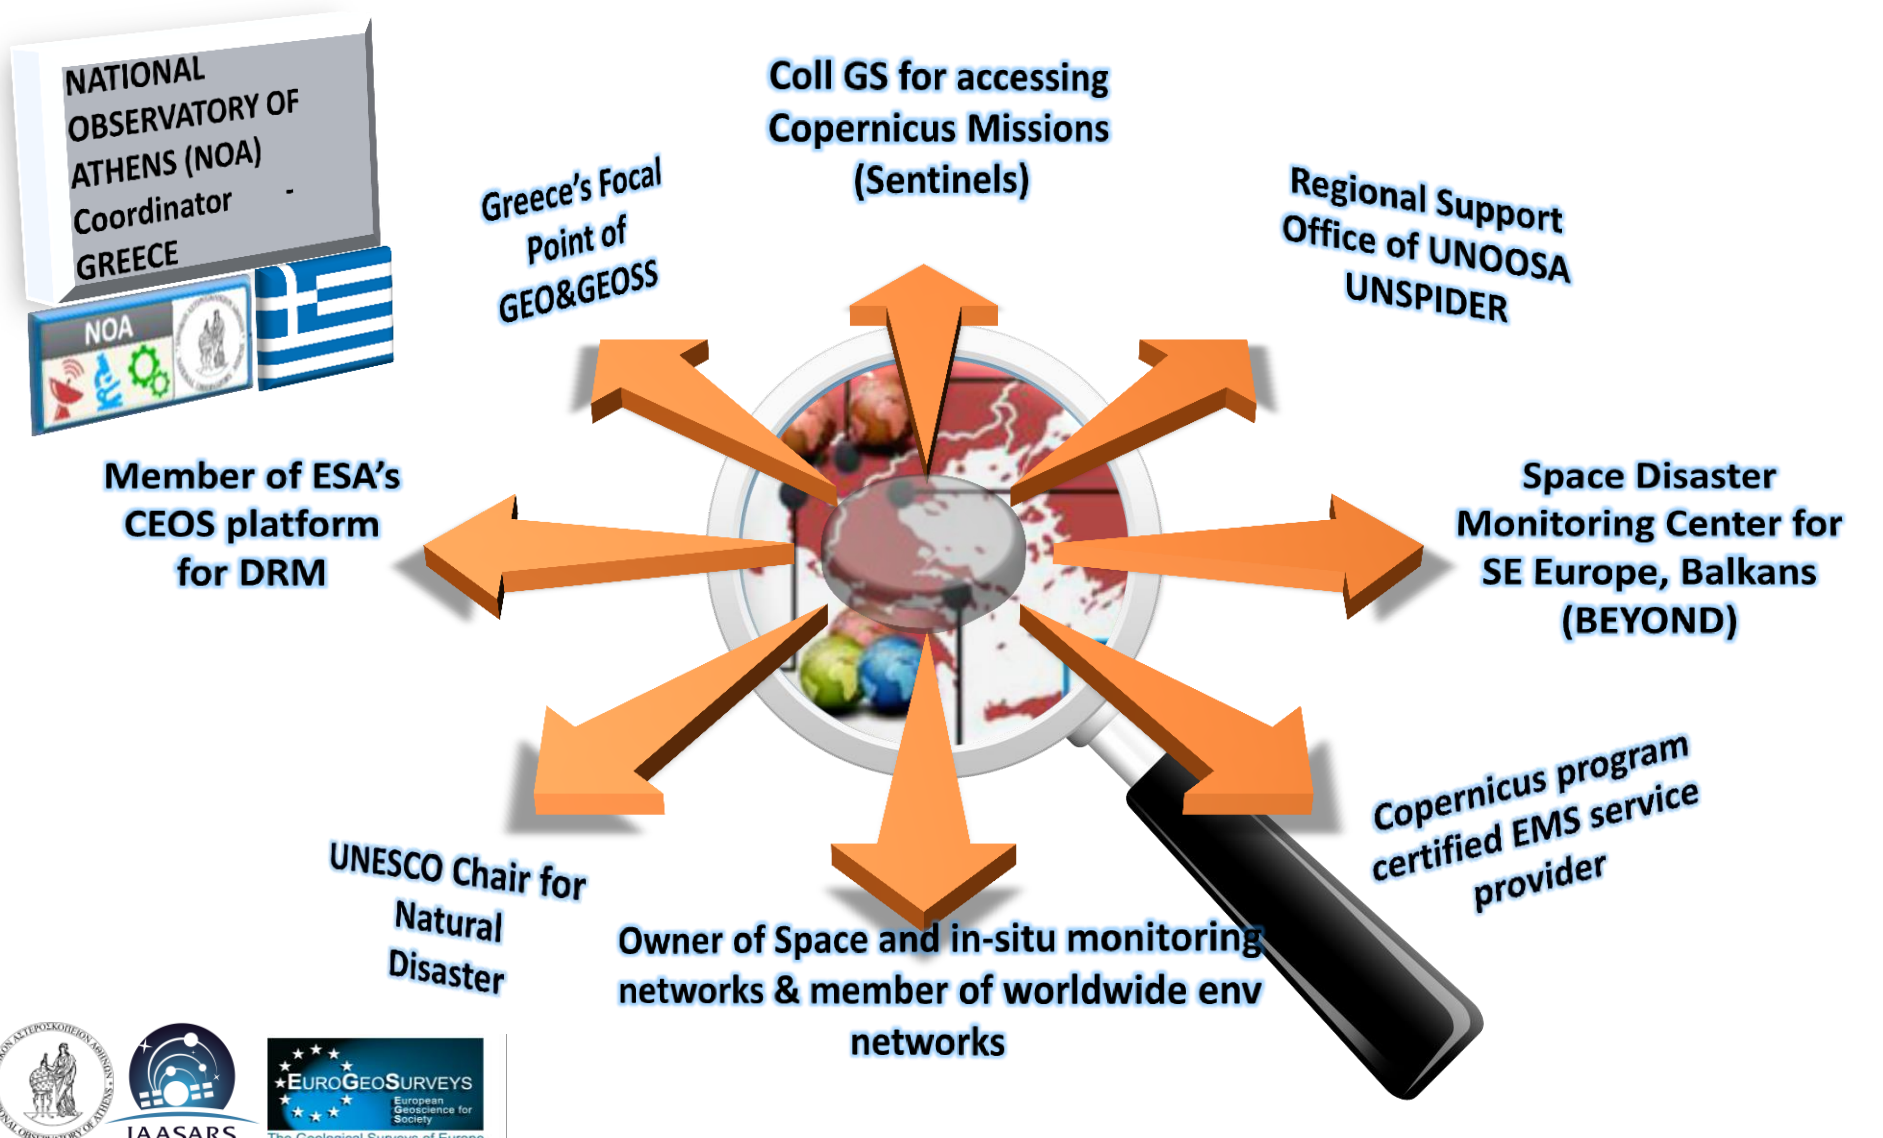 NATIONAL
OBSERVATORY OF
ATHENS (NOA)
Coordinator -
GREECE
NOA
Coll GS for accessing
Copernicus Missions
(Sentinels)
Greece’s Focal
Point of
GEO&GEOSS
Regional Support
Office of UNOOSA
UNSPIDER
Member of ESA’s
CEOS platform
for DRM
Space Disaster
Monitoring Center for
SE Europe, Balkans
(BEYOND)
UNESCO Chair for
Natural
Disaster
Copernicus program
certified EMS service
provider
Owner of Space and in-situ monitoring
networks & member of worldwide env
networks
IAASARS
EUROGEOSURVEYS
European
Geoscience for
Society
The Geological Surveys of Europe